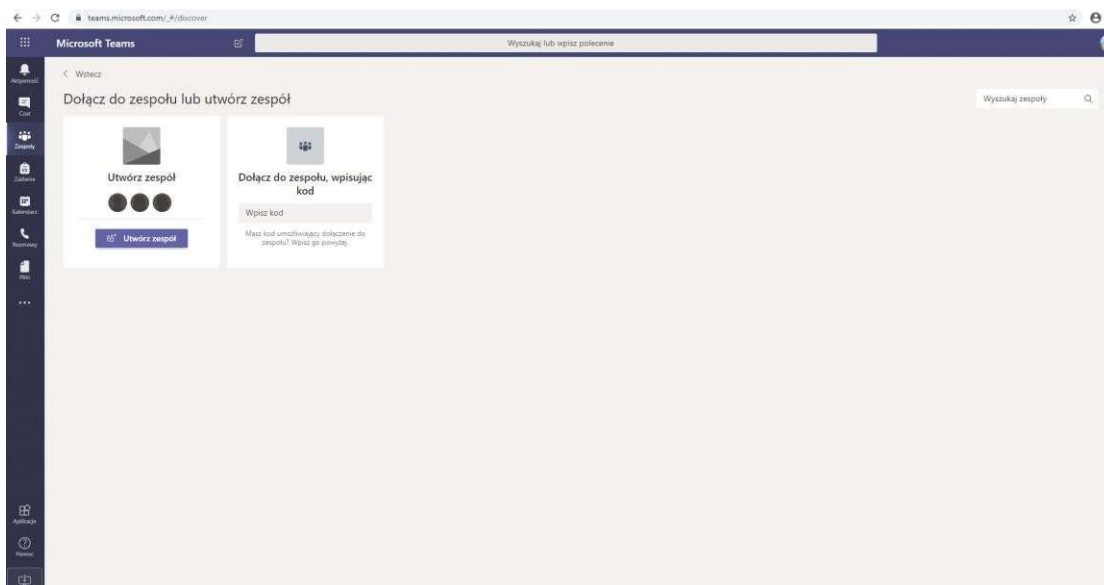 teams.microsoft.com/_#/discover
Microsoft Teams
Wyszukaj lub wpisz polecenie
Aktywność
Czat
Zespoły
Zadania
Kalendarz
Rozmowy
Pliki
Aplikacje
Pomoc
Wstecz
Dołącz do zespołu lub utwórz zespół
Wyszukaj zespoły
Utwórz zespół
Utwórz zespół
Dołącz do zespołu, wpisując
kod
Wpisz kod
Masz kod umożliwiający dołączenie do
zespołu? Wpisz go powyżej.